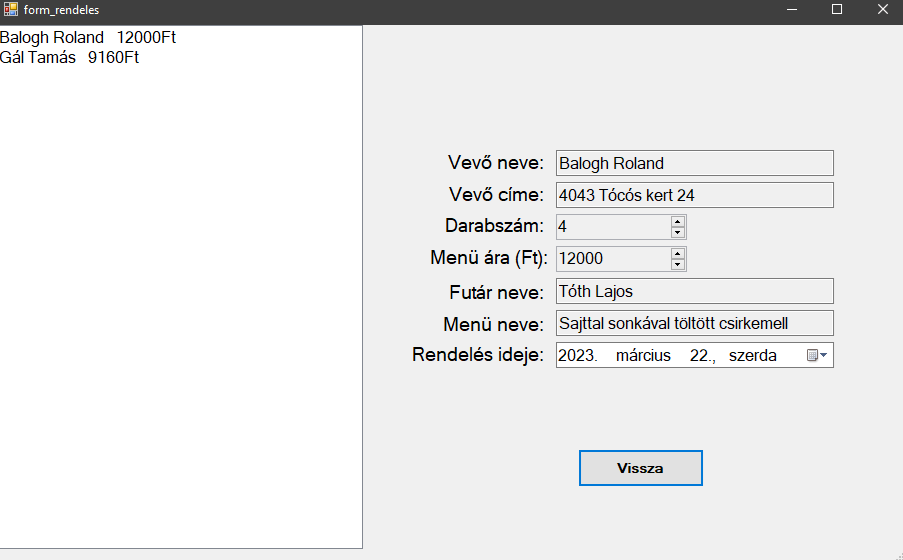 form_rendeles
Balogh Roland 12000Ft
Gál Tamás 9160Ft
Vevő neve: Balogh Roland
Vevő címe: 4043 Tócós kert 24
Darabszám: 4
Menü ára (Ft): 12000
Futár neve: Tóth Lajos
Menü neve: Sajttal sonkával töltött csirkemell
Rendelés ideje: 2023. március 22., szerda
Vissza